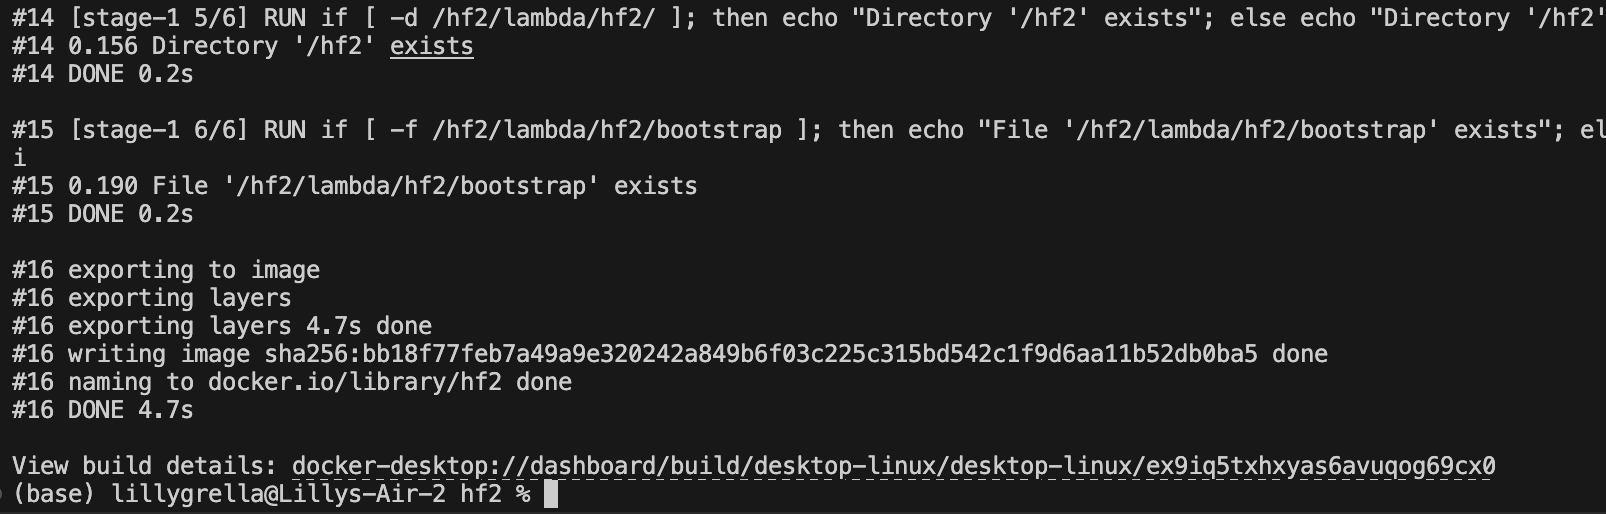 #14 [stage-1 5/6] RUN if [ -d /hf2/lambda/hf2/ ]; then echo "Directory '/hf2' exists"; else echo "Directory '/hf2'
#14 0.156 Directory '/hf2' exists
#14 DONE 0.2s
#15 [stage-1 6/6] RUN if [ -f /hf2/lambda/hf2/bootstrap ]; then echo "File '/hf2/lambda/hf2/bootstrap' exists"; el
i
#15 0.190 File '/hf2/lambda/hf2/bootstrap' exists
#15 DONE 0.2s
#16 exporting to image
#16 exporting layers
#16 exporting layers 4.7s done
#16 writing image sha256:bb18f77feb7a49a9e320242a849b6f03c225c315bd542c1f9d6aa11b52db0ba5 done
#16 naming to docker.io/library/hf2 done
#16 DONE 4.7s
View build details: docker-desktop://dashboard/build/desktop-linux/desktop-linux/ex9iq5txhxyas6avuqog69cx0
(base) lillygrella@Lillys-Air-2 hf2 %